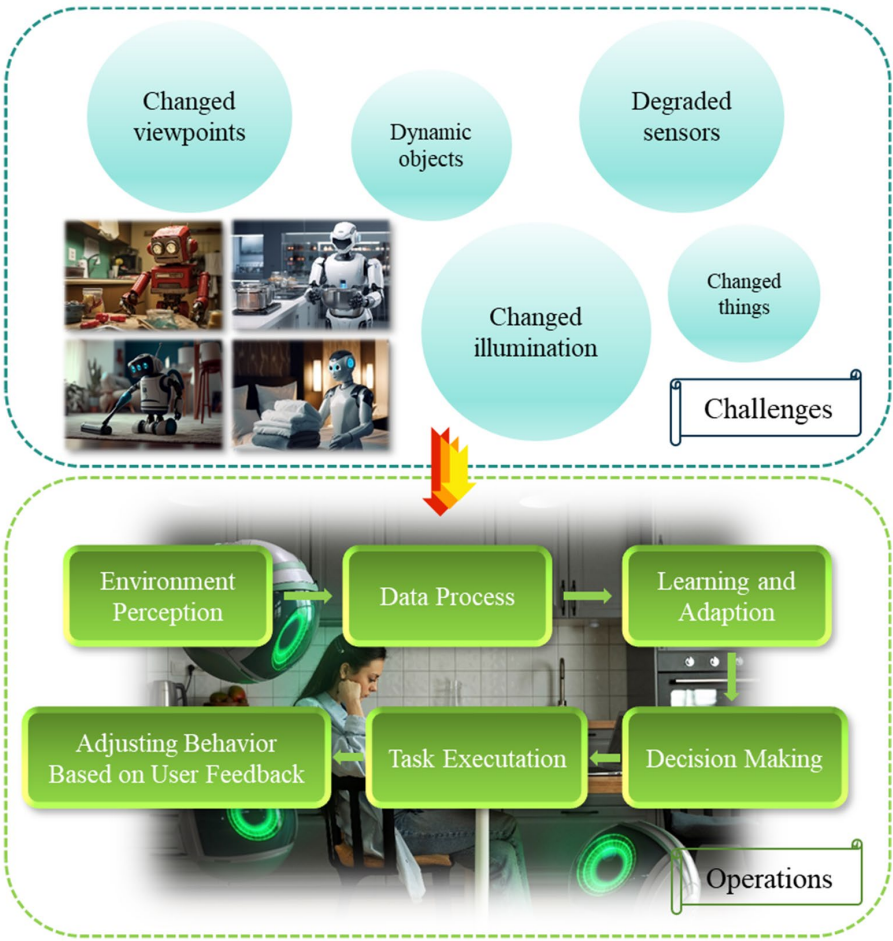 Changed
viewpoints
Dynamic
objects
Degraded
sensors
Changed
illumination
Changed
things
Challenges
Environment
Perception
Data Process
Learning and
Adaption
Decision Making
Task Executation
Adjusting Behavior
Based on User Feedback
Operations